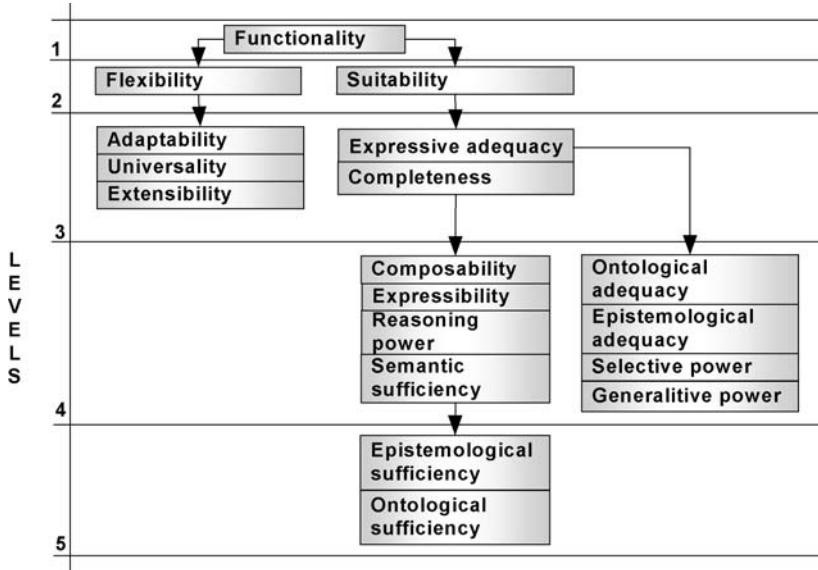 Functionality
1
Flexibility
Suitability
2
Adaptability
Universality
Extensibility
Expressive adequacy
Completeness
3
LEVELS
Composability
Expressibility
Reasoning
power
Semantic
sufficiency
Ontological
adequacy
Epistemological
adequacy
Selective power
Generalitive power
4
Epistemological
sufficiency
Ontological
sufficiency
5